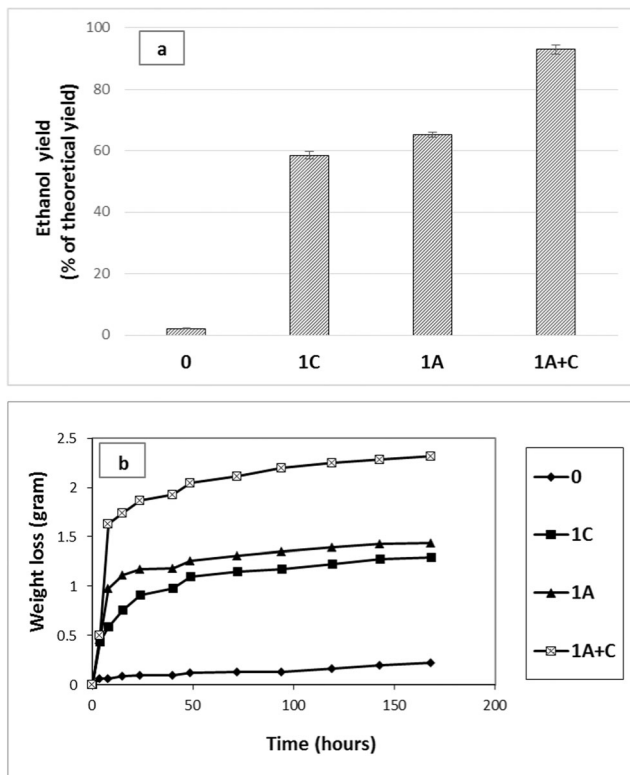 a
Ethanol yield
(% of theoretical yield)
100
80
60
40
20
0
0 1C 1A 1A+C
b
Weight loss (gram)
2.5
2
1.5
1
0.5
0
0 50 100 150 200
Time (hours)
0
1C
1A
1A+C